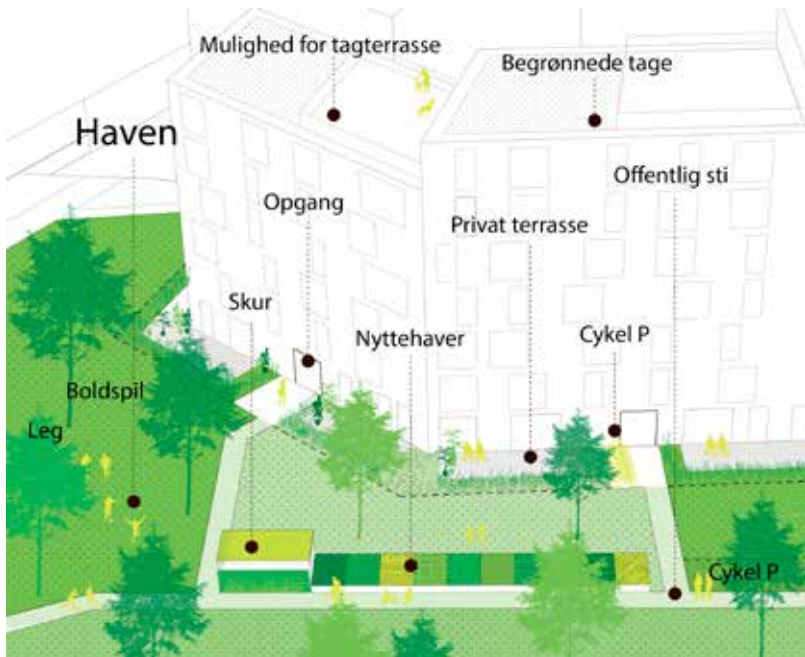 Mulighed for tagterrasse
Begrønnede tage
Haven
Offentlig sti
Opgang
Privat terrasse
Skur
Nyttehaver
Cykel P
Boldspil
Leg
Cykel P